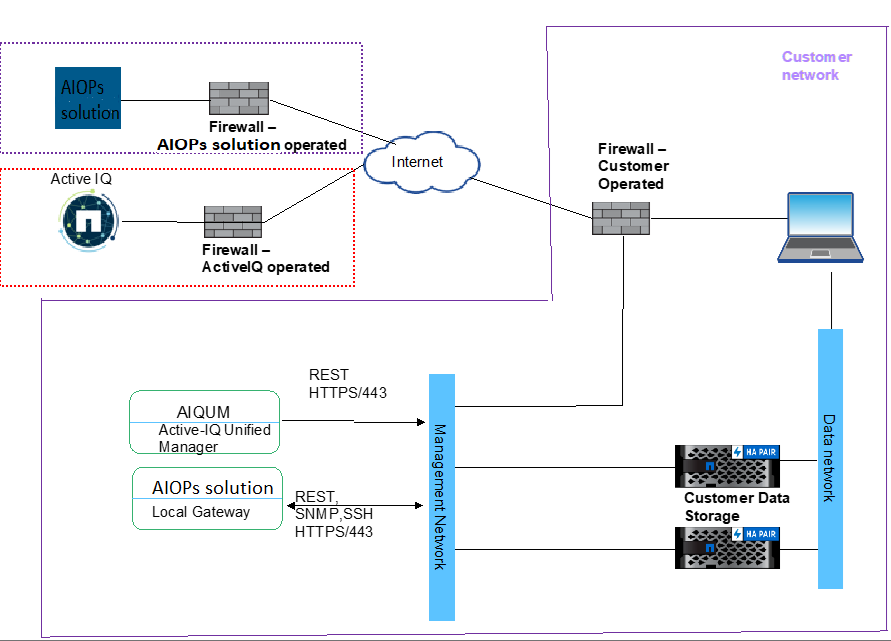 Customer
network
AIOPs
solution
Firewall –
AIOPs solution operated
Internet
Firewall –
Customer
Operated
Active IQ
Firewall –
ActiveIQ operated
REST
HTTPS/443
AIQUM
Active-IQ Unified
Manager
AIOPs solution
Local Gateway
REST,
SNMP,SSH
HTTPS/443
Management Network
HA PAIR
Customer Data
Storage
HA PAIR
Data network